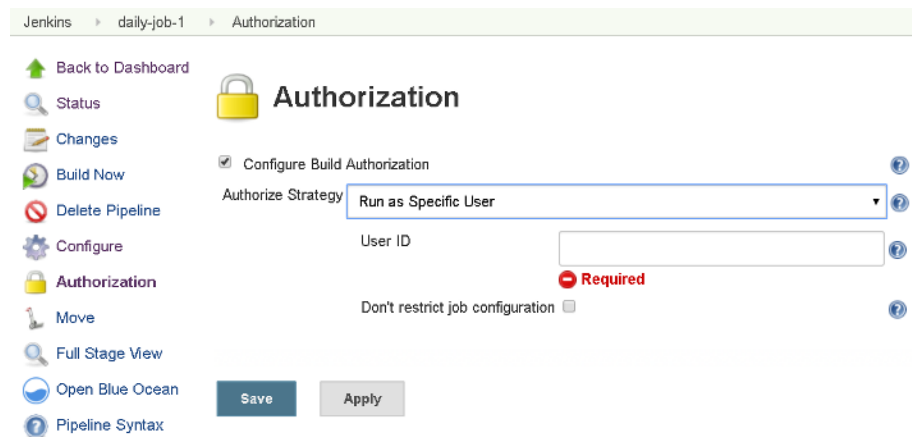 Jenkins daily-job-1 Authorization
Back to Dashboard
Status
Changes
Build Now
Delete Pipeline
Configure
Authorization
Move
Full Stage View
Open Blue Ocean
Pipeline Syntax
Authorization
Configure Build Authorization
Authorize Strategy Run as Specific User
User ID
Required
Don't restrict job configuration
Save Apply